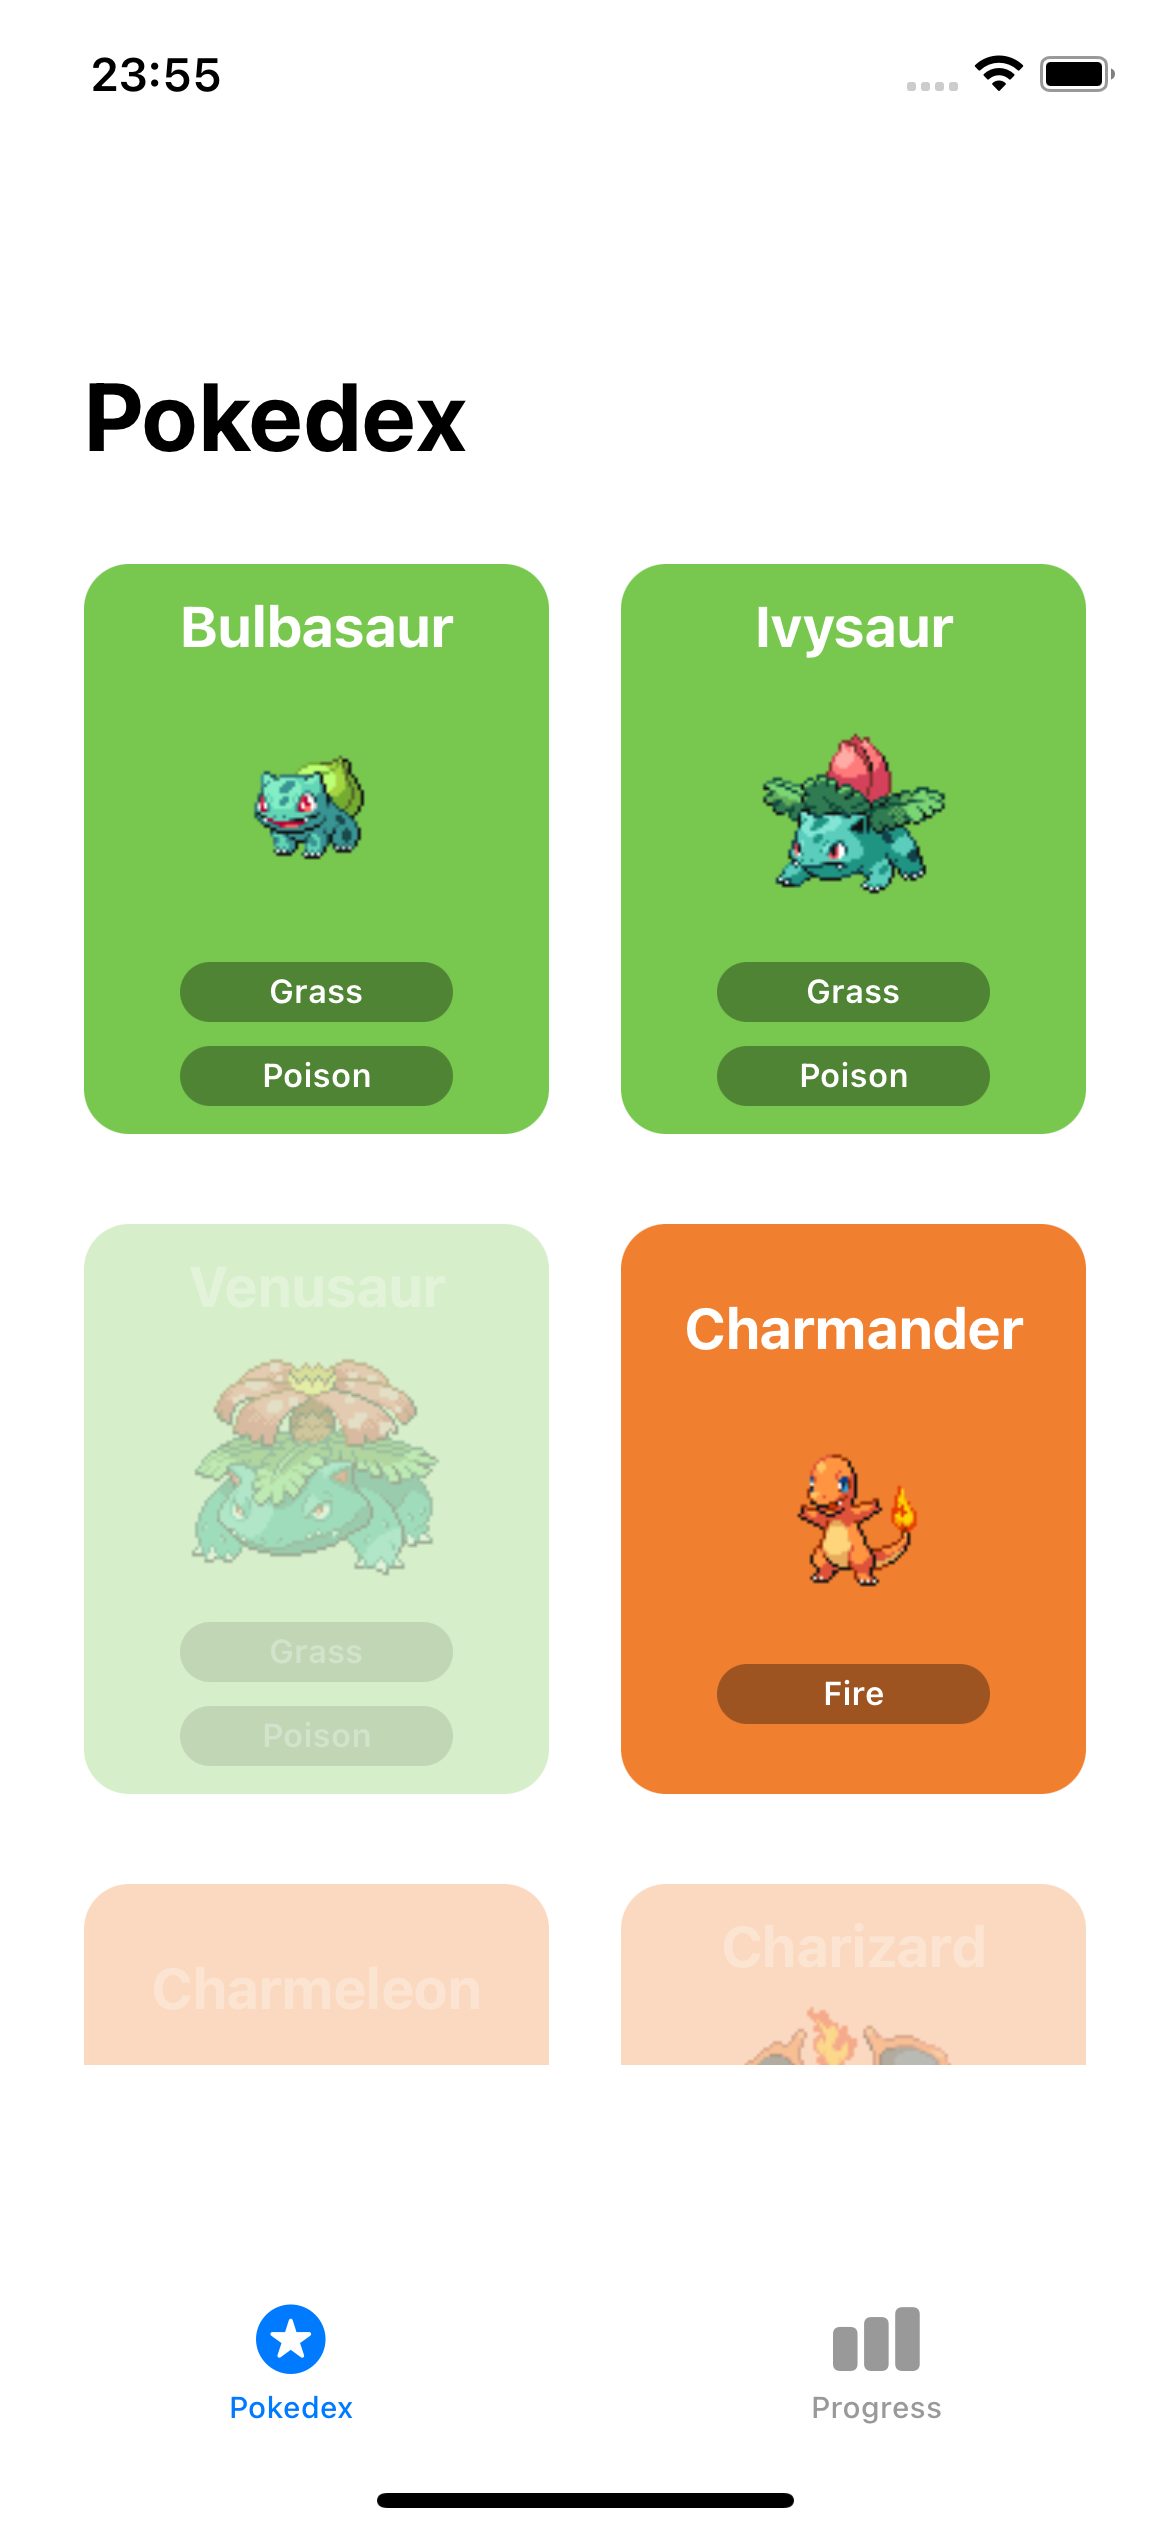 23:55
Pokedex
Bulbasaur
Grass
Poison
Ivysaur
Grass
Poison
Venusaur
Grass
Poison
Charmander
Fire
Charmeleon
Charizard
Pokedex
Progress